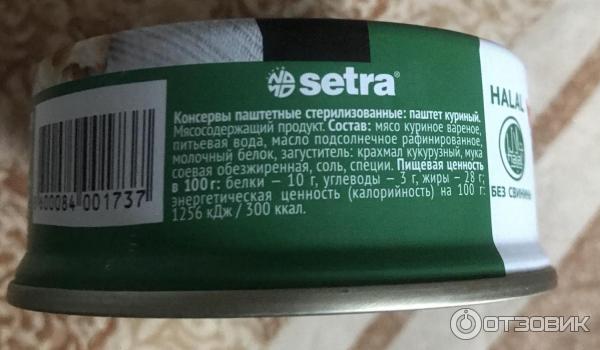 setra®
Консервы паштетные стерилизованные: паштет куриный.
Мясосодержащий продукт. Состав: мясо куриное вареное,
питьевая вода, масло подсолнечное рафинированное,
молочный белок, загуститель: крахмал кукурузный, мука
соевая обезжиренная, соль, специи. Пищевая ценность
в 100 г: белки – 10 г, углеводы – 3 г, жиры – 28 г;
энергетическая ценность (калорийность) на 100 г:
1256 кДж / 300 ккал.
HALAL
halal
БЕЗ СВИНИНЫ
600084 001737
ОТЗОВИК